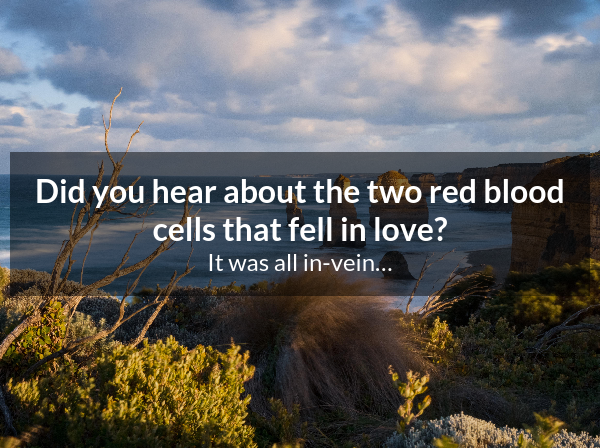 Did you hear about the two red blood
cells that fell in love?
It was all in-vein...